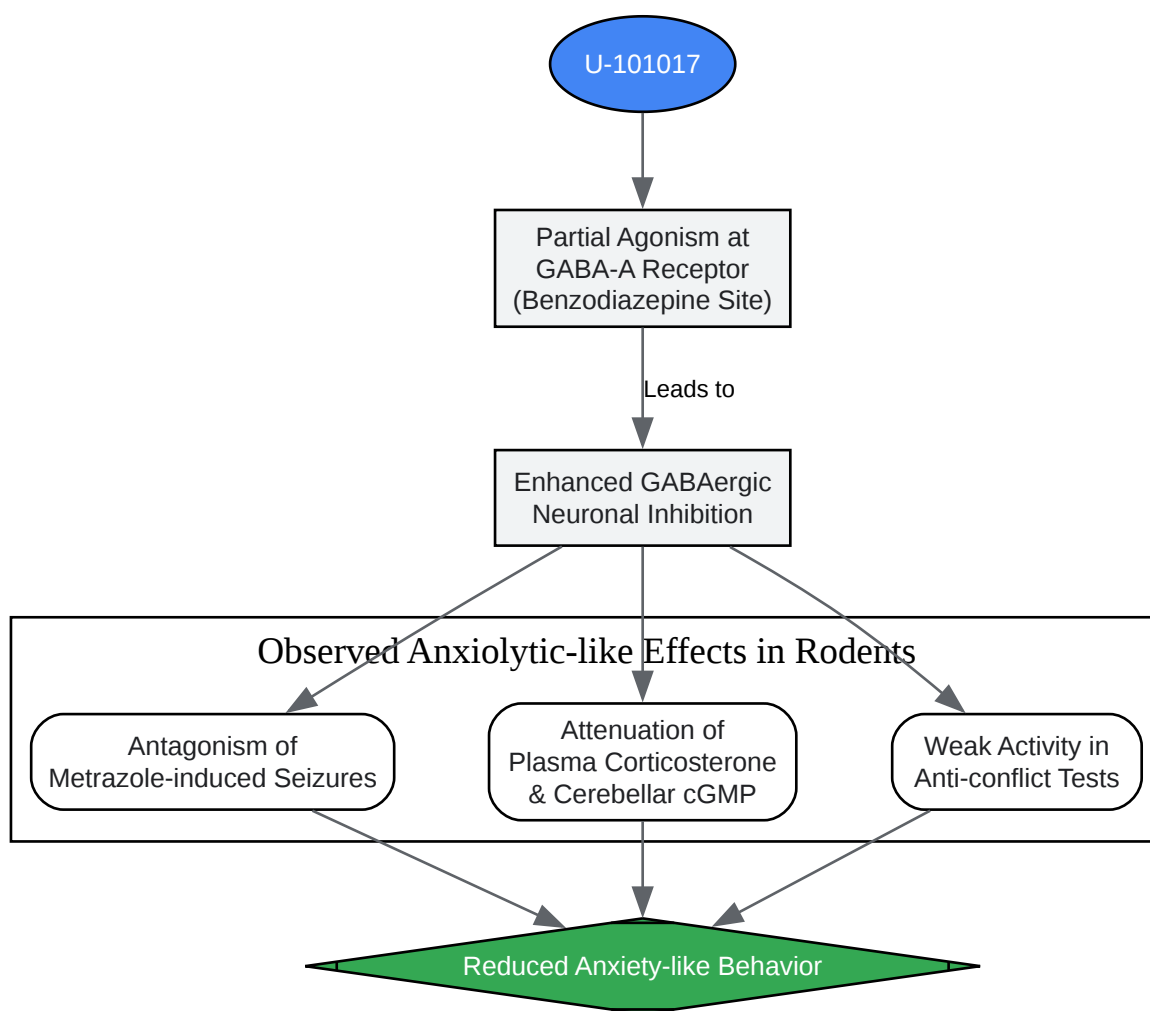 U-101017
Partial Agonism at
GABA-A Receptor
(Benzodiazepine Site)
Leads to
Enhanced GABAergic
Neuronal Inhibition
Observed Anxiolytic-like Effects in Rodents
Antagonism of
Metrazole-induced Seizures
Attenuation of
Plasma Corticosterone
& Cerebellar cGMP
Weak Activity in
Anti-conflict Tests
Reduced Anxiety-like Behavior